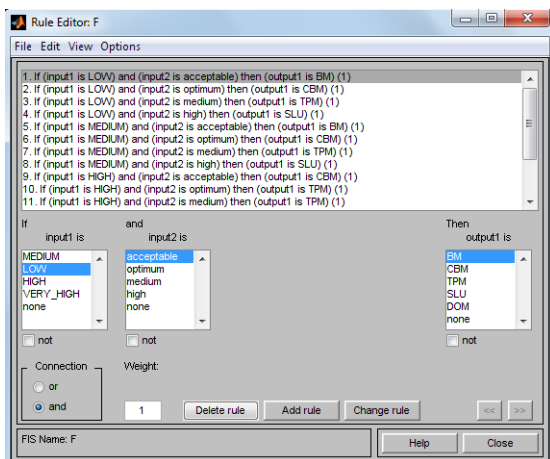 Rule Editor: F
File Edit View Options
1. If (input1 is LOW) and (input2 is acceptable) then (output1 is BM) (1)
2. If (input1 is LOW) and (input2 is optimum) then (output1 is CBM) (1)
3. If (input1 is LOW) and (input2 is medium) then (output1 is TPM) (1)
4. If (input1 is LOW) and (input2 is high) then (output1 is SLU) (1)
5. If (input1 is MEDIUM) and (input2 is acceptable) then (output1 is BM) (1)
6. If (input1 is MEDIUM) and (input2 is optimum) then (output1 is CBM) (1)
7. If (input1 is MEDIUM) and (input2 is medium) then (output1 is TPM) (1)
8. If (input1 is MEDIUM) and (input2 is high) then (output1 is SLU) (1)
9. If (input1 is HIGH) and (input2 is acceptable) then (output1 is CBM) (1)
10. If (input1 is HIGH) and (input2 is optimum) then (output1 is TPM) (1)
11. If (input1 is HIGH) and (input2 is medium) then (output1 is TPM) (1)
If and Then
input1 is input2 is output1 is
MEDIUM acceptable BM
LOW optimum CBM
HIGH medium TPM
VERY_HIGH high SLU
none none DOM
none
not not not
Connection Weight:
or
and 1 Delete rule Add rule Change rule << >>
FIS Name: F Help Close